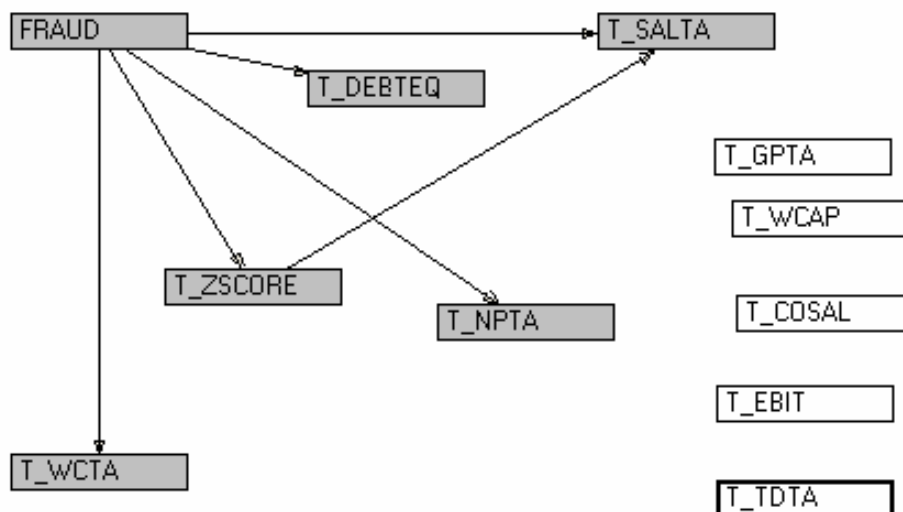 FRAUD
T_SALTA
T_DEBTEQ
T_GPTA
T_WCAP
T_ZSCORE
T_NPTA
T_COSAL
T_EBIT
T_WCTA
T_TDTA